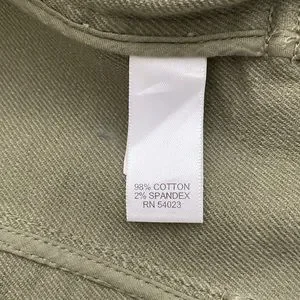 98% COTTON
2% SPANDEX
RN 54023